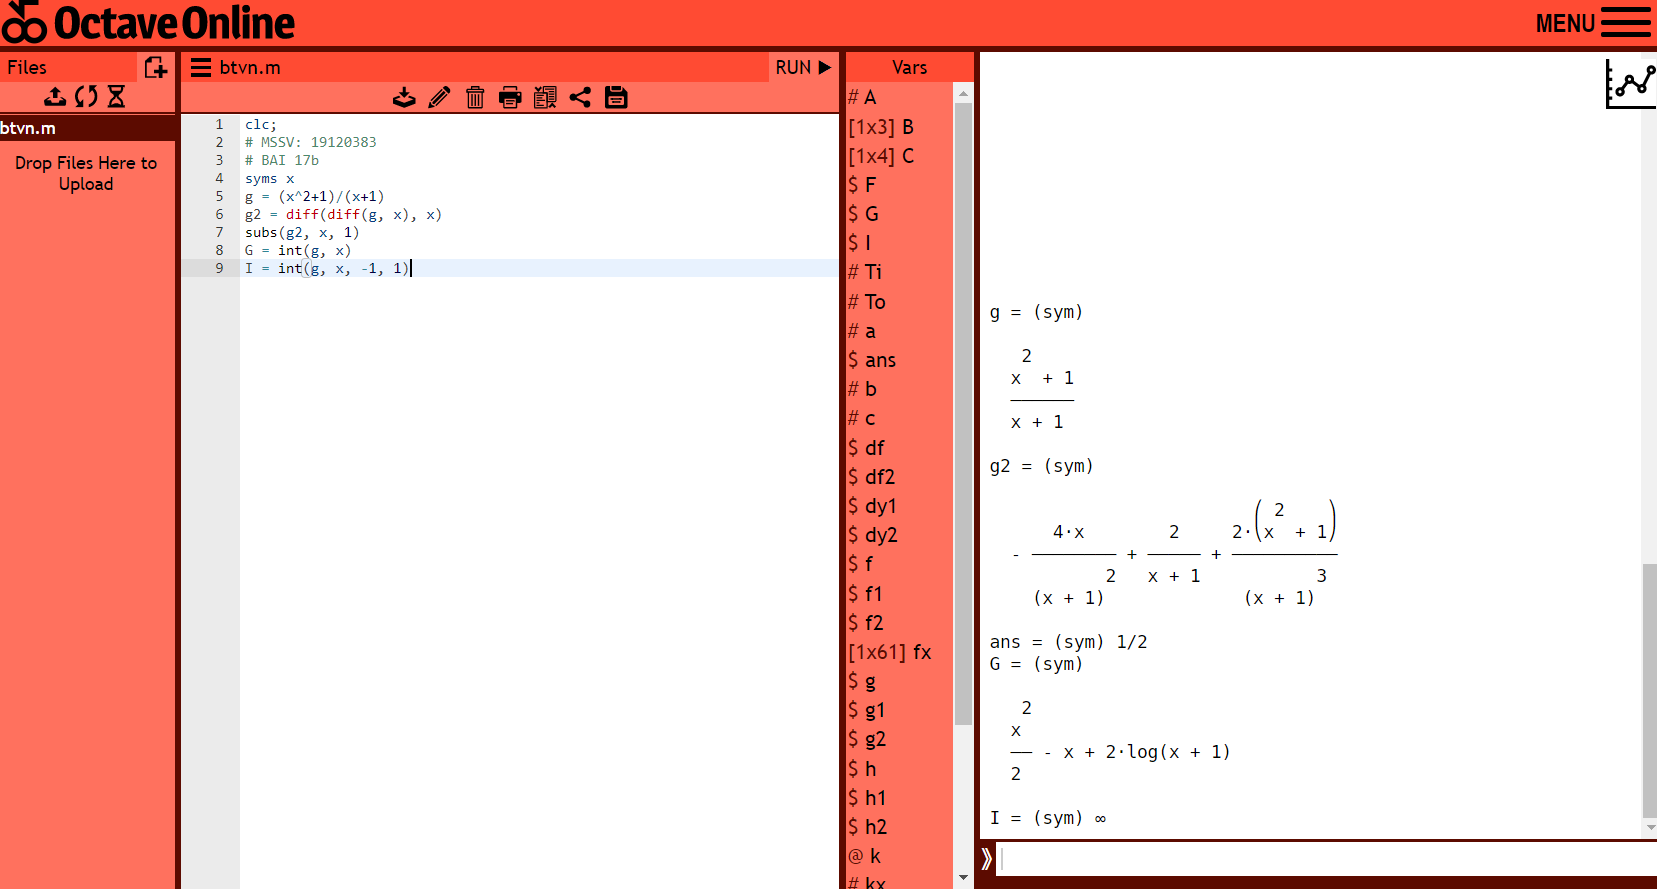 Octave Online
MENU
Files
btvn.m
RUN
Vars
btvn.m
Drop Files Here to
Upload
1 clc;
2 # MSSV: 19120383
3 # BAI 17b
4 syms x
5 g = (x^2+1)/(x+1)
6 g2 = diff(diff(g, x), x)
7 subs(g2, x, 1)
8 G = int(g, x)
9 I = int(g, x, -1, 1)
# A
[1x3] B
[1x4] C
$ F
$ G
$ I
# Ti
# To
# a
$ ans
# b
# c
$ df
$ df2
$ dy1
$ dy2
$ f
$ f1
$ f2
[1x61] fx
$ g
$ g1
$ g2
$ h
$ h1
$ h2
@ k
# kx
g = (sym)
2
x + 1
──────
x + 1
g2 = (sym)
2
4·x 2 2·(x + 1)
- ──────── + ───── + ──────────
2 x + 1 3
(x + 1) (x + 1)
ans = (sym) 1/2
G = (sym)
2
x
── - x + 2·log(x + 1)
2
I = (sym) ∞